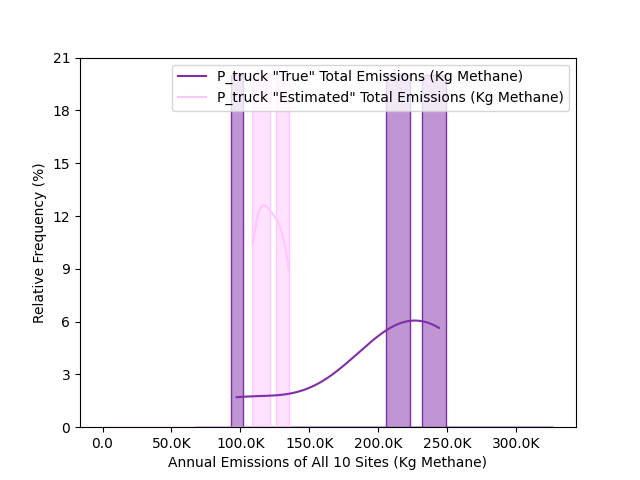 P_truck "True" Total Emissions (Kg Methane)
P_truck "Estimated" Total Emissions (Kg Methane)
21
18
15
12
9
6
3
0
Relative Frequency (%)
0.0 50.0K 100.0K 150.0K 200.0K 250.0K 300.0K
Annual Emissions of All 10 Sites (Kg Methane)